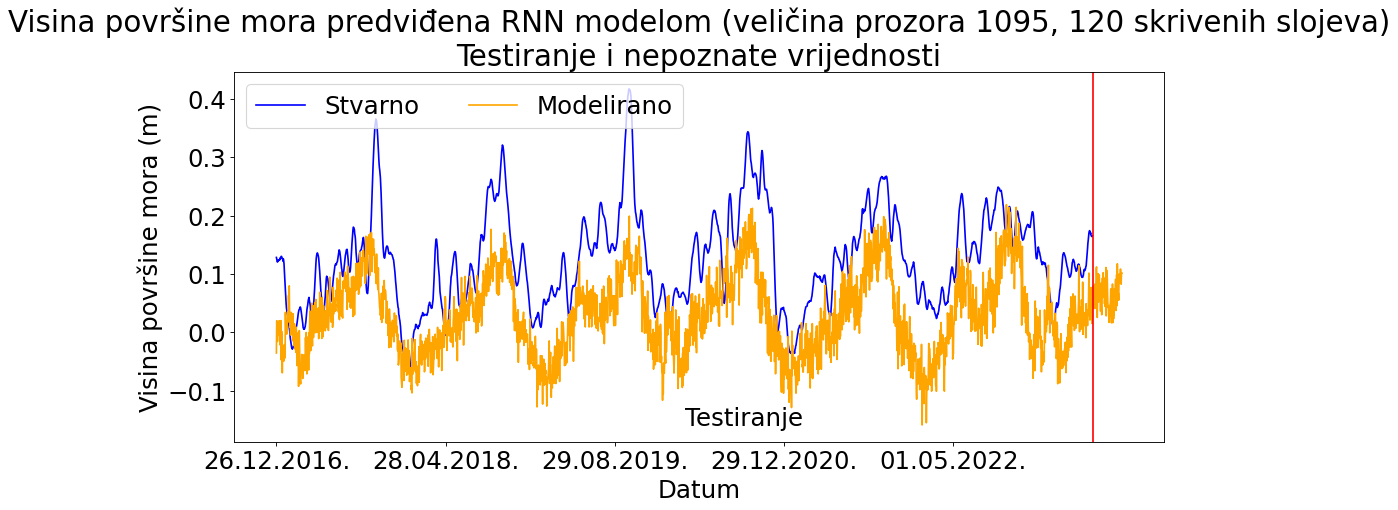 Visina površine mora predviđena RNN modelom (veličina prozora 1095, 120 skrivenih slojeva)
Testiranje i nepoznate vrijednosti
Stvarno Modelirano
Visina površine mora (m)
0.4
0.3
0.2
0.1
0.0
−0.1
Testiranje
26.12.2016. 28.04.2018. 29.08.2019. 29.12.2020. 01.05.2022.
Datum